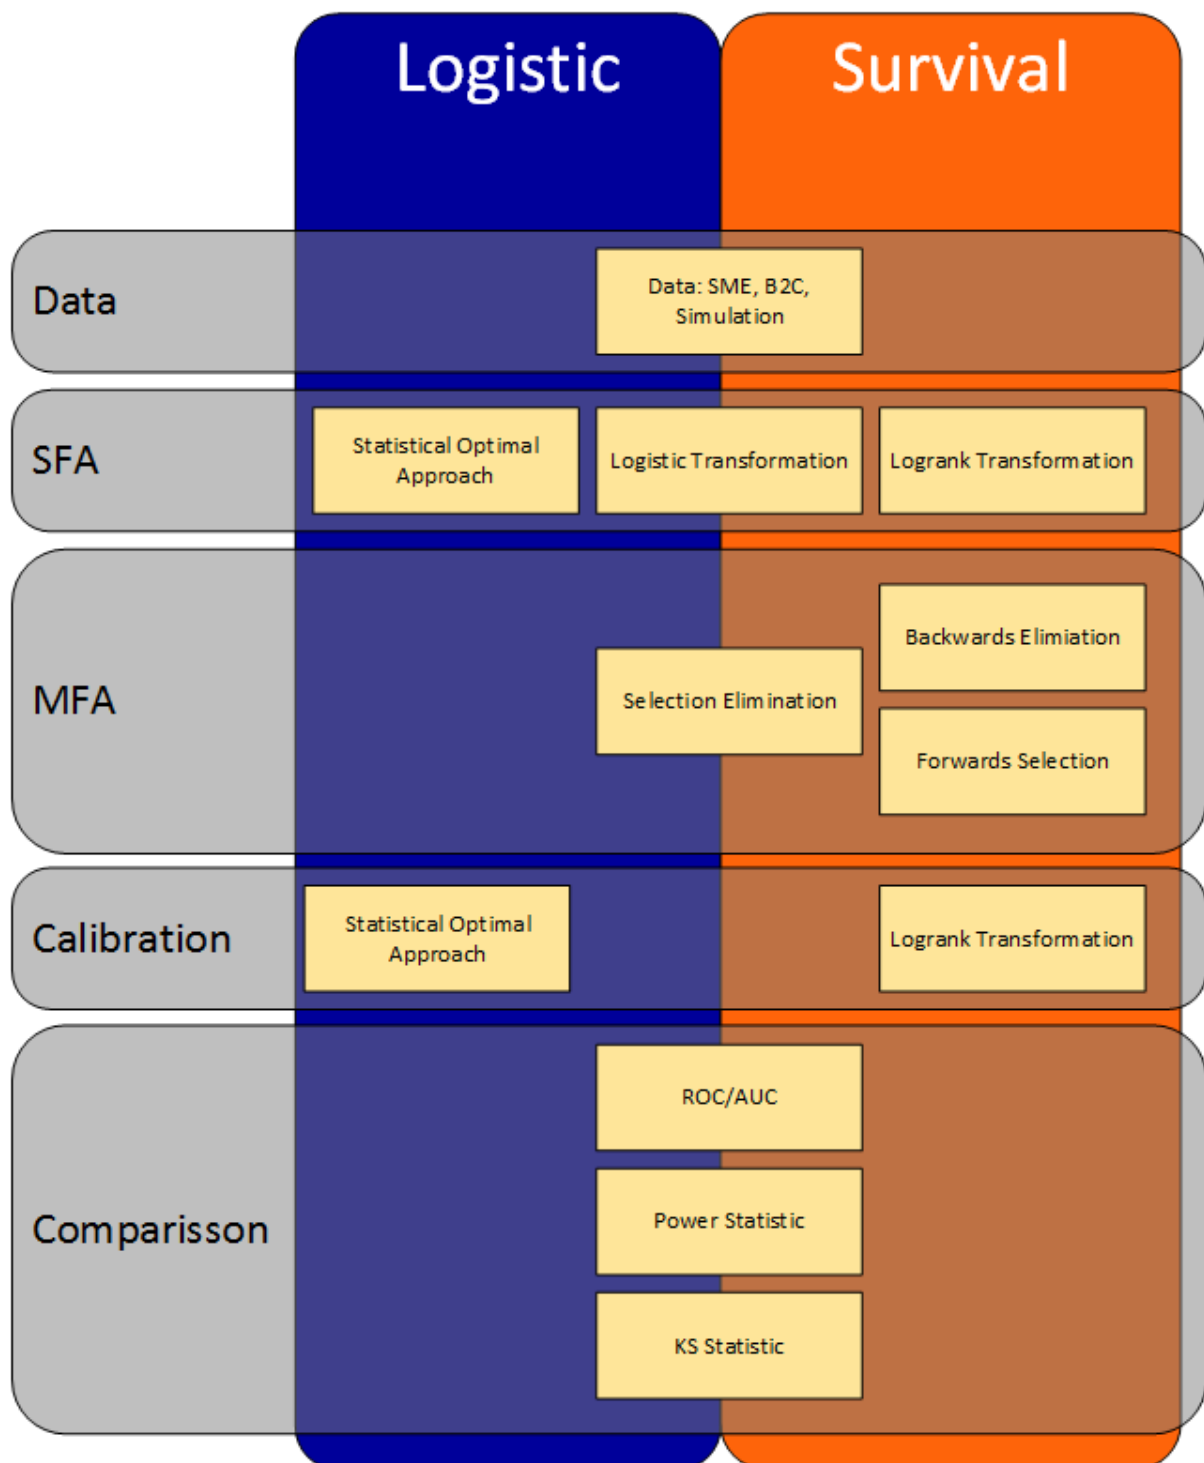 Logistic
Survival
Data
Data: SME, B2C,
Simulation
SFA
Statistical Optimal
Approach
Logistic Transformation
Logrank Transformation
MFA
Selection Elimination
Backwards Elimiation
Forwards Selection
Calibration
Statistical Optimal
Approach
Logrank Transformation
Comparisson
ROC/AUC
Power Statistic
KS Statistic